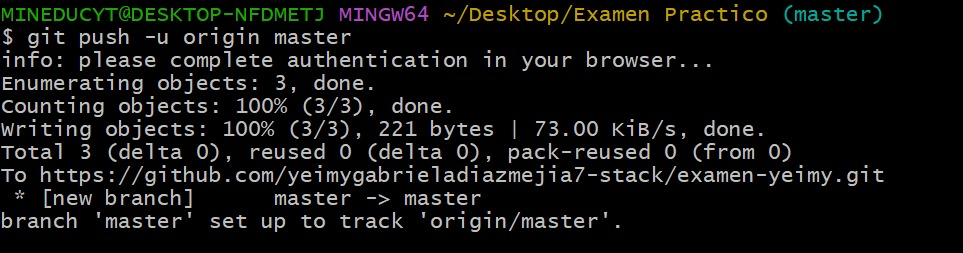 MINEDUCYT@DESKTOP-NFDMETJ MINGW64 ~/Desktop/Examen Practico (master)
$ git push -u origin master
info: please complete authentication in your browser...
Enumerating objects: 3, done.
Counting objects: 100% (3/3), done.
Writing objects: 100% (3/3), 221 bytes | 73.00 KiB/s, done.
Total 3 (delta 0), reused 0 (delta 0), pack-reused 0 (from 0)
To https://github.com/yeimygabrieladiazmejia7-stack/examen-yeimy.git
 * [new branch]      master -> master
branch 'master' set up to track 'origin/master'.